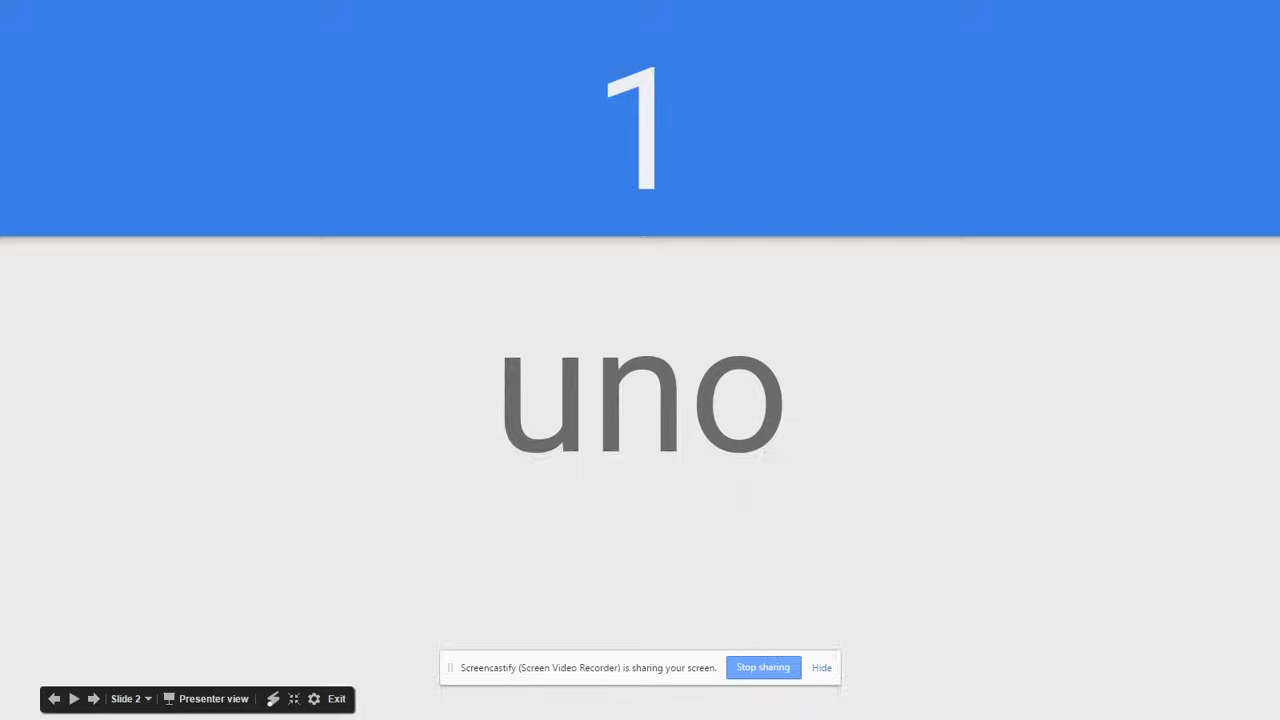 1
uno
Screencastify (Screen Video Recorder) is sharing your screen. Stop sharing Hide
Slide 2 Presenter view Exit